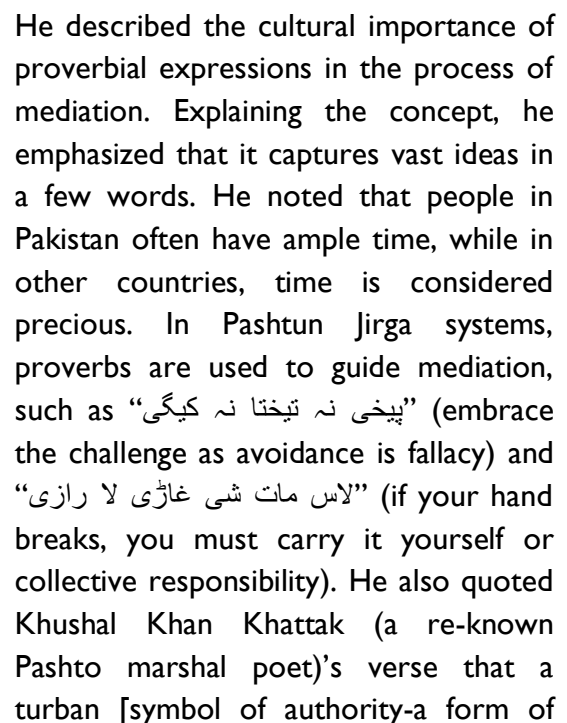 He described the cultural importance of
proverbial expressions in the process of
mediation. Explaining the concept, he
emphasized that it captures vast ideas in
a few words. He noted that people in
Pakistan often have ample time, while in
other countries, time is considered
precious. In Pashtun Jirga systems,
proverbs are used to guide mediation,
such as “پیخی نہ تیختا نہ کیگی” (embrace
the challenge as avoidance is fallacy) and
“لاس مات شی غاڑی لا رازی” (if your hand
breaks, you must carry it yourself or
collective responsibility). He also quoted
Khushal Khan Khattak (a re-known
Pashto marshal poet)'s verse that a
turban [symbol of authority-a form of